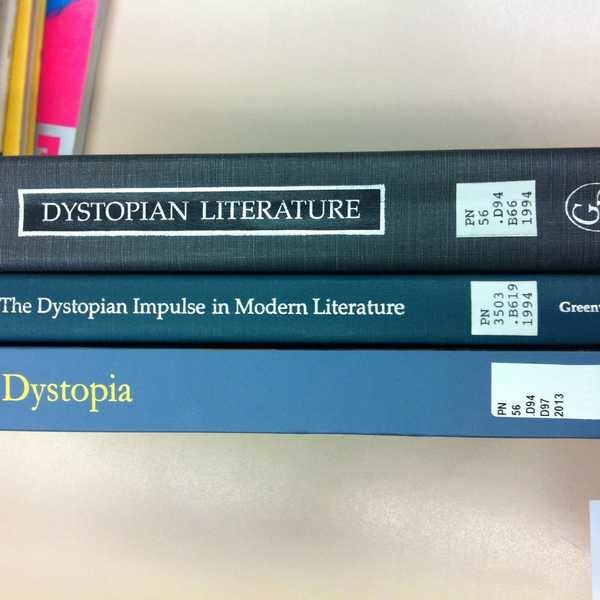 DYSTOPIAN LITERATURE
PN
56
.D94
B66
1994
G
The Dystopian Impulse in Modern Literature
PN
3503
.B619
1994
Green
Dystopia
PN
56
.D94
D97
2013